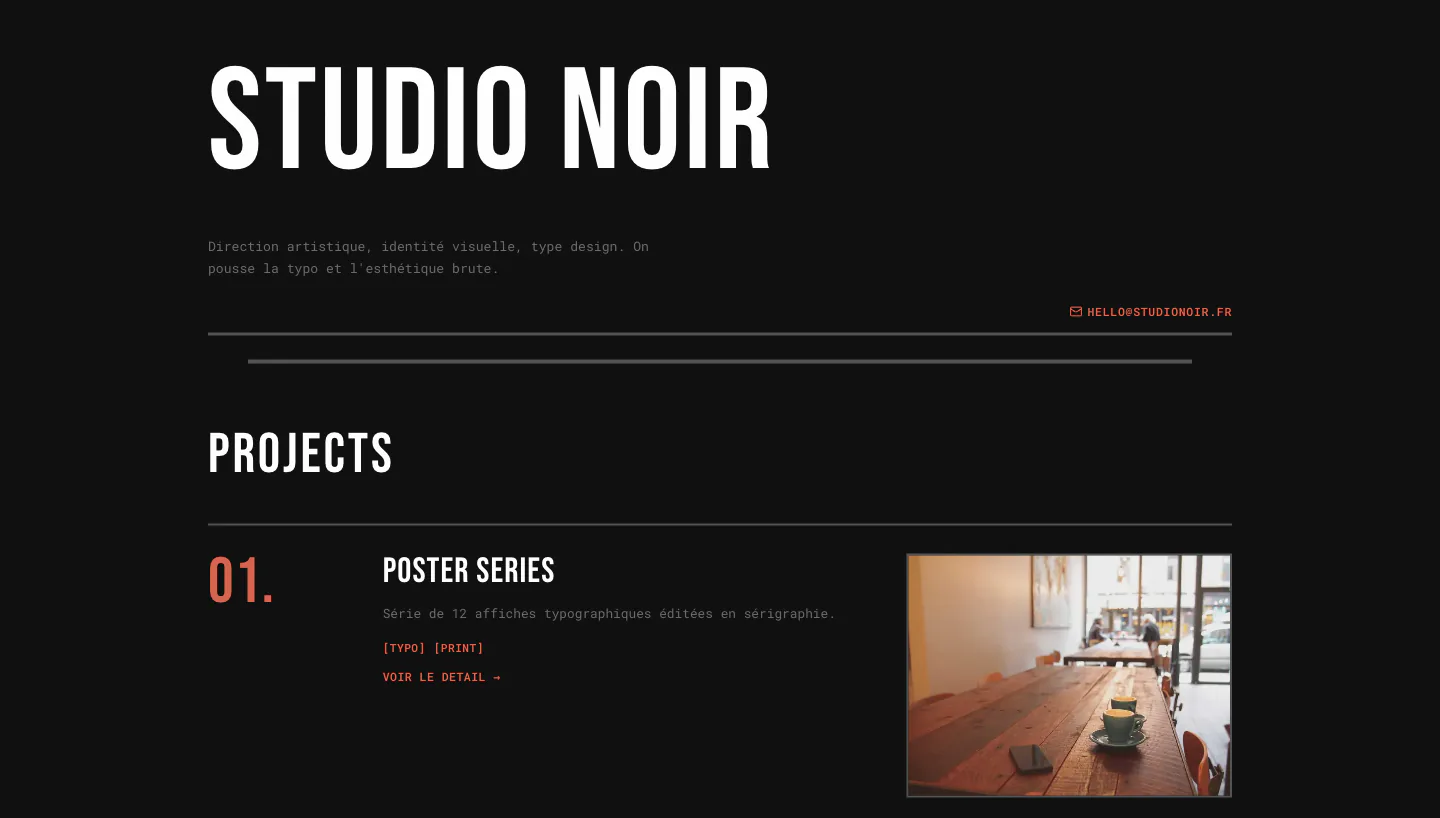 STUDIO NOIR
Direction artistique, identité visuelle, type design. On
pousse la typo et l'esthétique brute.
HELLO@STUDIONOIR.FR
PROJECTS
01.
POSTER SERIES
Série de 12 affiches typographiques éditées en sérigraphie.
[TYPO] [PRINT]
VOIR LE DETAIL →